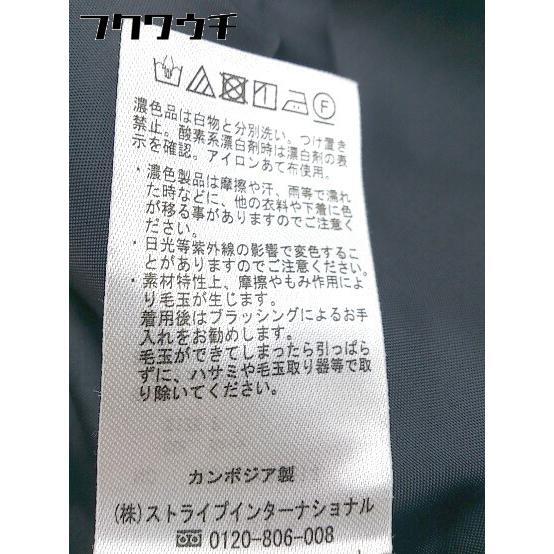 フクワウチ
F
濃色品は白物と分別洗い。つけ置き
禁止。酸素系漂白剤時は漂白剤の表
示を確認。アイロンあて布使用。
・濃色製品は摩擦や汗、雨等で濡れ
た時などに、他の衣料や下着に色
が移る事がありますのでご注意く
ださい。
・日光等紫外線の影響で変色するこ
とがありますのでご注意ください。
・素材特性上、摩擦やもみ作用によ
り毛玉が生じます。
着用後はブラッシングによるお手
入れをお勧めします。
毛玉ができてしまったら引っぱら
ずに、ハサミや毛玉取り器等で取
り除いてください。
カンボジア製
(株)ストライプインターナショナル
0120-806-008